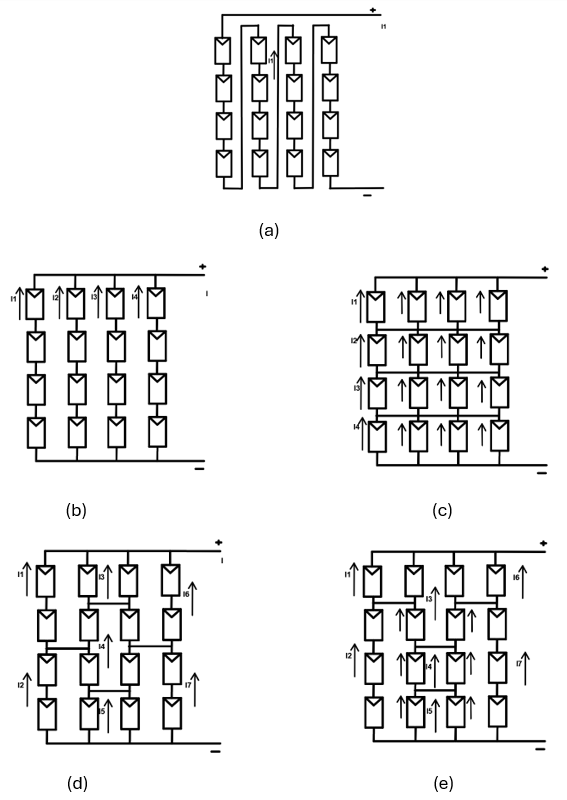 +
I1
I1
−
(a)
+
I1 I2 I3 I4 I
−
(b)
+
I1
I2
I3
I4
−
(c)
+
I
I1 I3
I6
I4
I2 I7
I5
−
(d)
+
I1 I6
I3
I2 I7
I4
I5
−
(e)